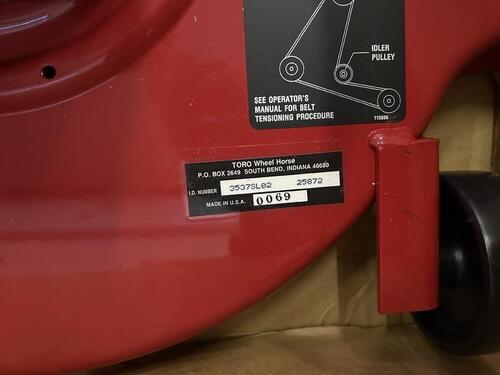 IDLER
PULLEY
SEE OPERATOR'S
MANUAL FOR BELT
TENSIONING PROCEDURE
115606
TORO Wheel Horse
P.O. BOX 2649 SOUTH BEND, INDIANA 46680
I.D. NUMBER 3537SL02 25872
MADE IN U.S.A. 0069